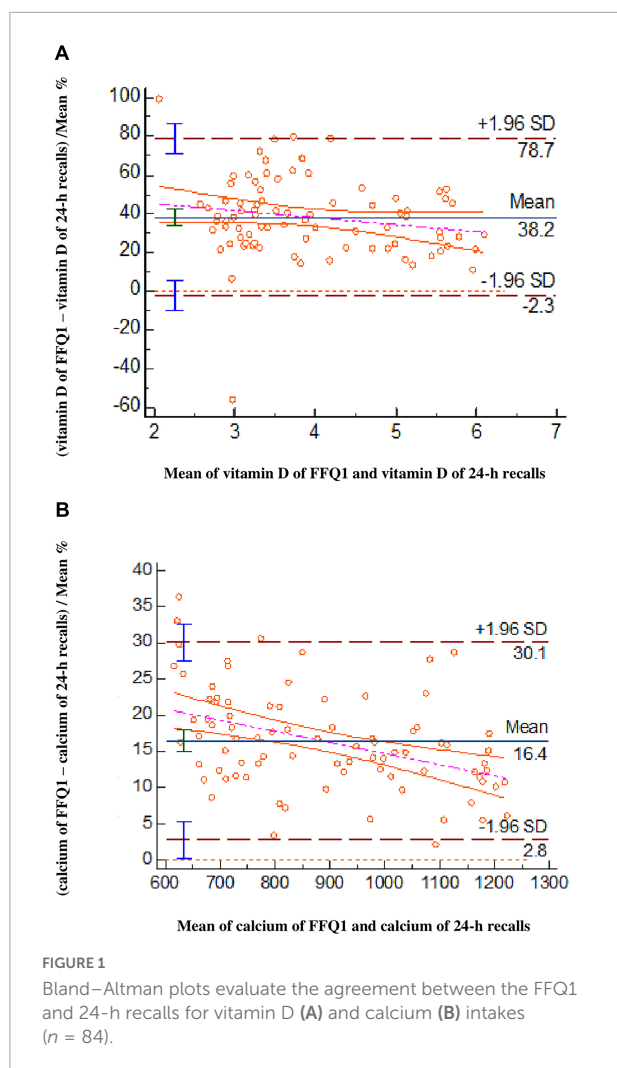 A
(vitamin D of FFQ1 – vitamin D of 24-h recalls) /Mean %
100
80
60
40
20
0
-20
-40
-60
+1.96 SD
78.7
Mean
38.2
-1.96 SD
-2.3
2 3 4 5 6 7
Mean of vitamin D of FFQ1 and vitamin D of 24-h recalls
B
(calcium of FFQ1 – calcium of 24-h recalls) / Mean %
40
35
30
25
20
15
10
5
0
+1.96 SD
30.1
Mean
16.4
-1.96 SD
2.8
600 700 800 900 1000 1100 1200 1300
Mean of calcium of FFQ1 and calcium of 24-h recalls
FIGURE 1
Bland–Altman plots evaluate the agreement between the FFQ1
and 24-h recalls for vitamin D (A) and calcium (B) intakes
(n = 84).